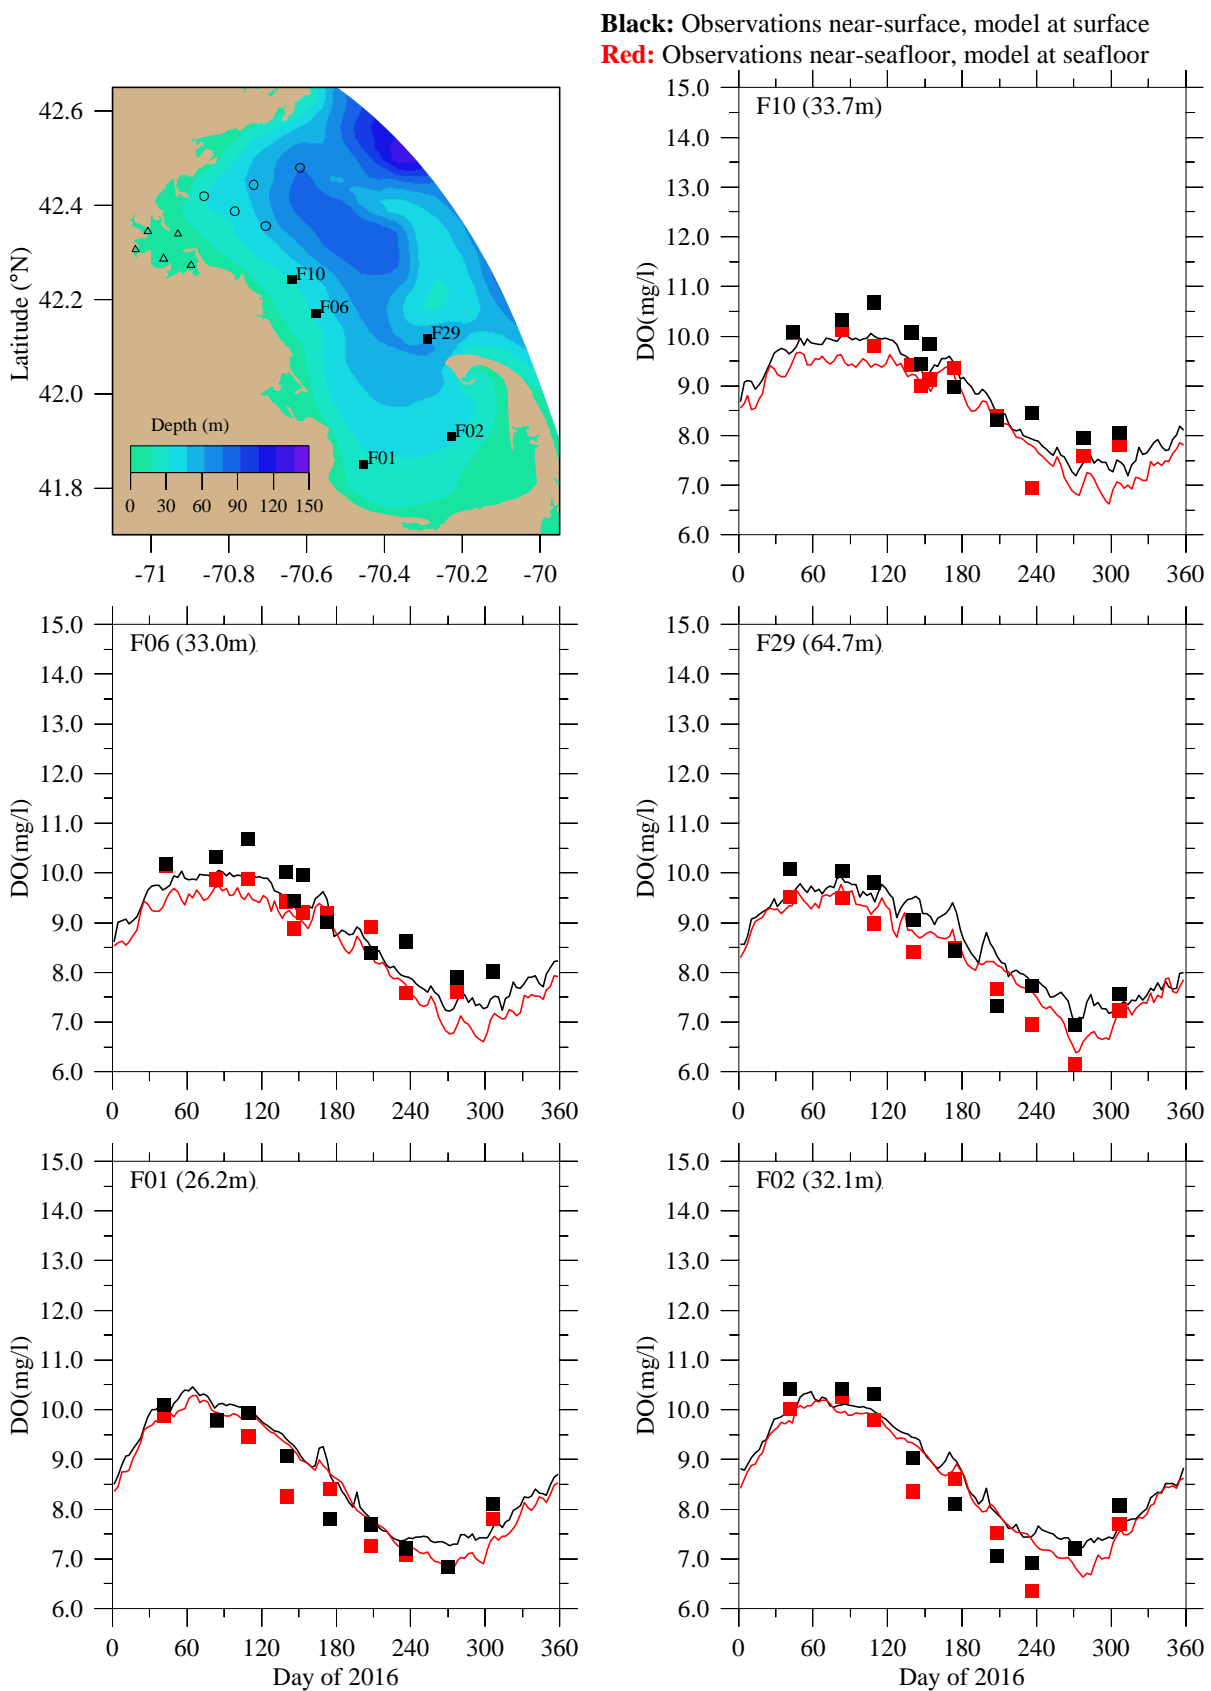 Black: Observations near-surface, model at surface
Red: Observations near-seafloor, model at seafloor
42.6
42.4
42.2
42.0
41.8
Latitude (°N)
F10
F06
F29
F02
F01
Depth (m)
0 30 60 90 120 150
-71 -70.8 -70.6 -70.4 -70.2 -70
F10 (33.7m)
15.0
14.0
13.0
12.0
11.0
10.0
9.0
8.0
7.0
6.0
DO(mg/l)
0 60 120 180 240 300 360
F06 (33.0m)
15.0
14.0
13.0
12.0
11.0
10.0
9.0
8.0
7.0
6.0
DO(mg/l)
0 60 120 180 240 300 360
F29 (64.7m)
15.0
14.0
13.0
12.0
11.0
10.0
9.0
8.0
7.0
6.0
DO(mg/l)
0 60 120 180 240 300 360
F01 (26.2m)
15.0
14.0
13.0
12.0
11.0
10.0
9.0
8.0
7.0
6.0
DO(mg/l)
0 60 120 180 240 300 360
Day of 2016
F02 (32.1m)
15.0
14.0
13.0
12.0
11.0
10.0
9.0
8.0
7.0
6.0
DO(mg/l)
0 60 120 180 240 300 360
Day of 2016